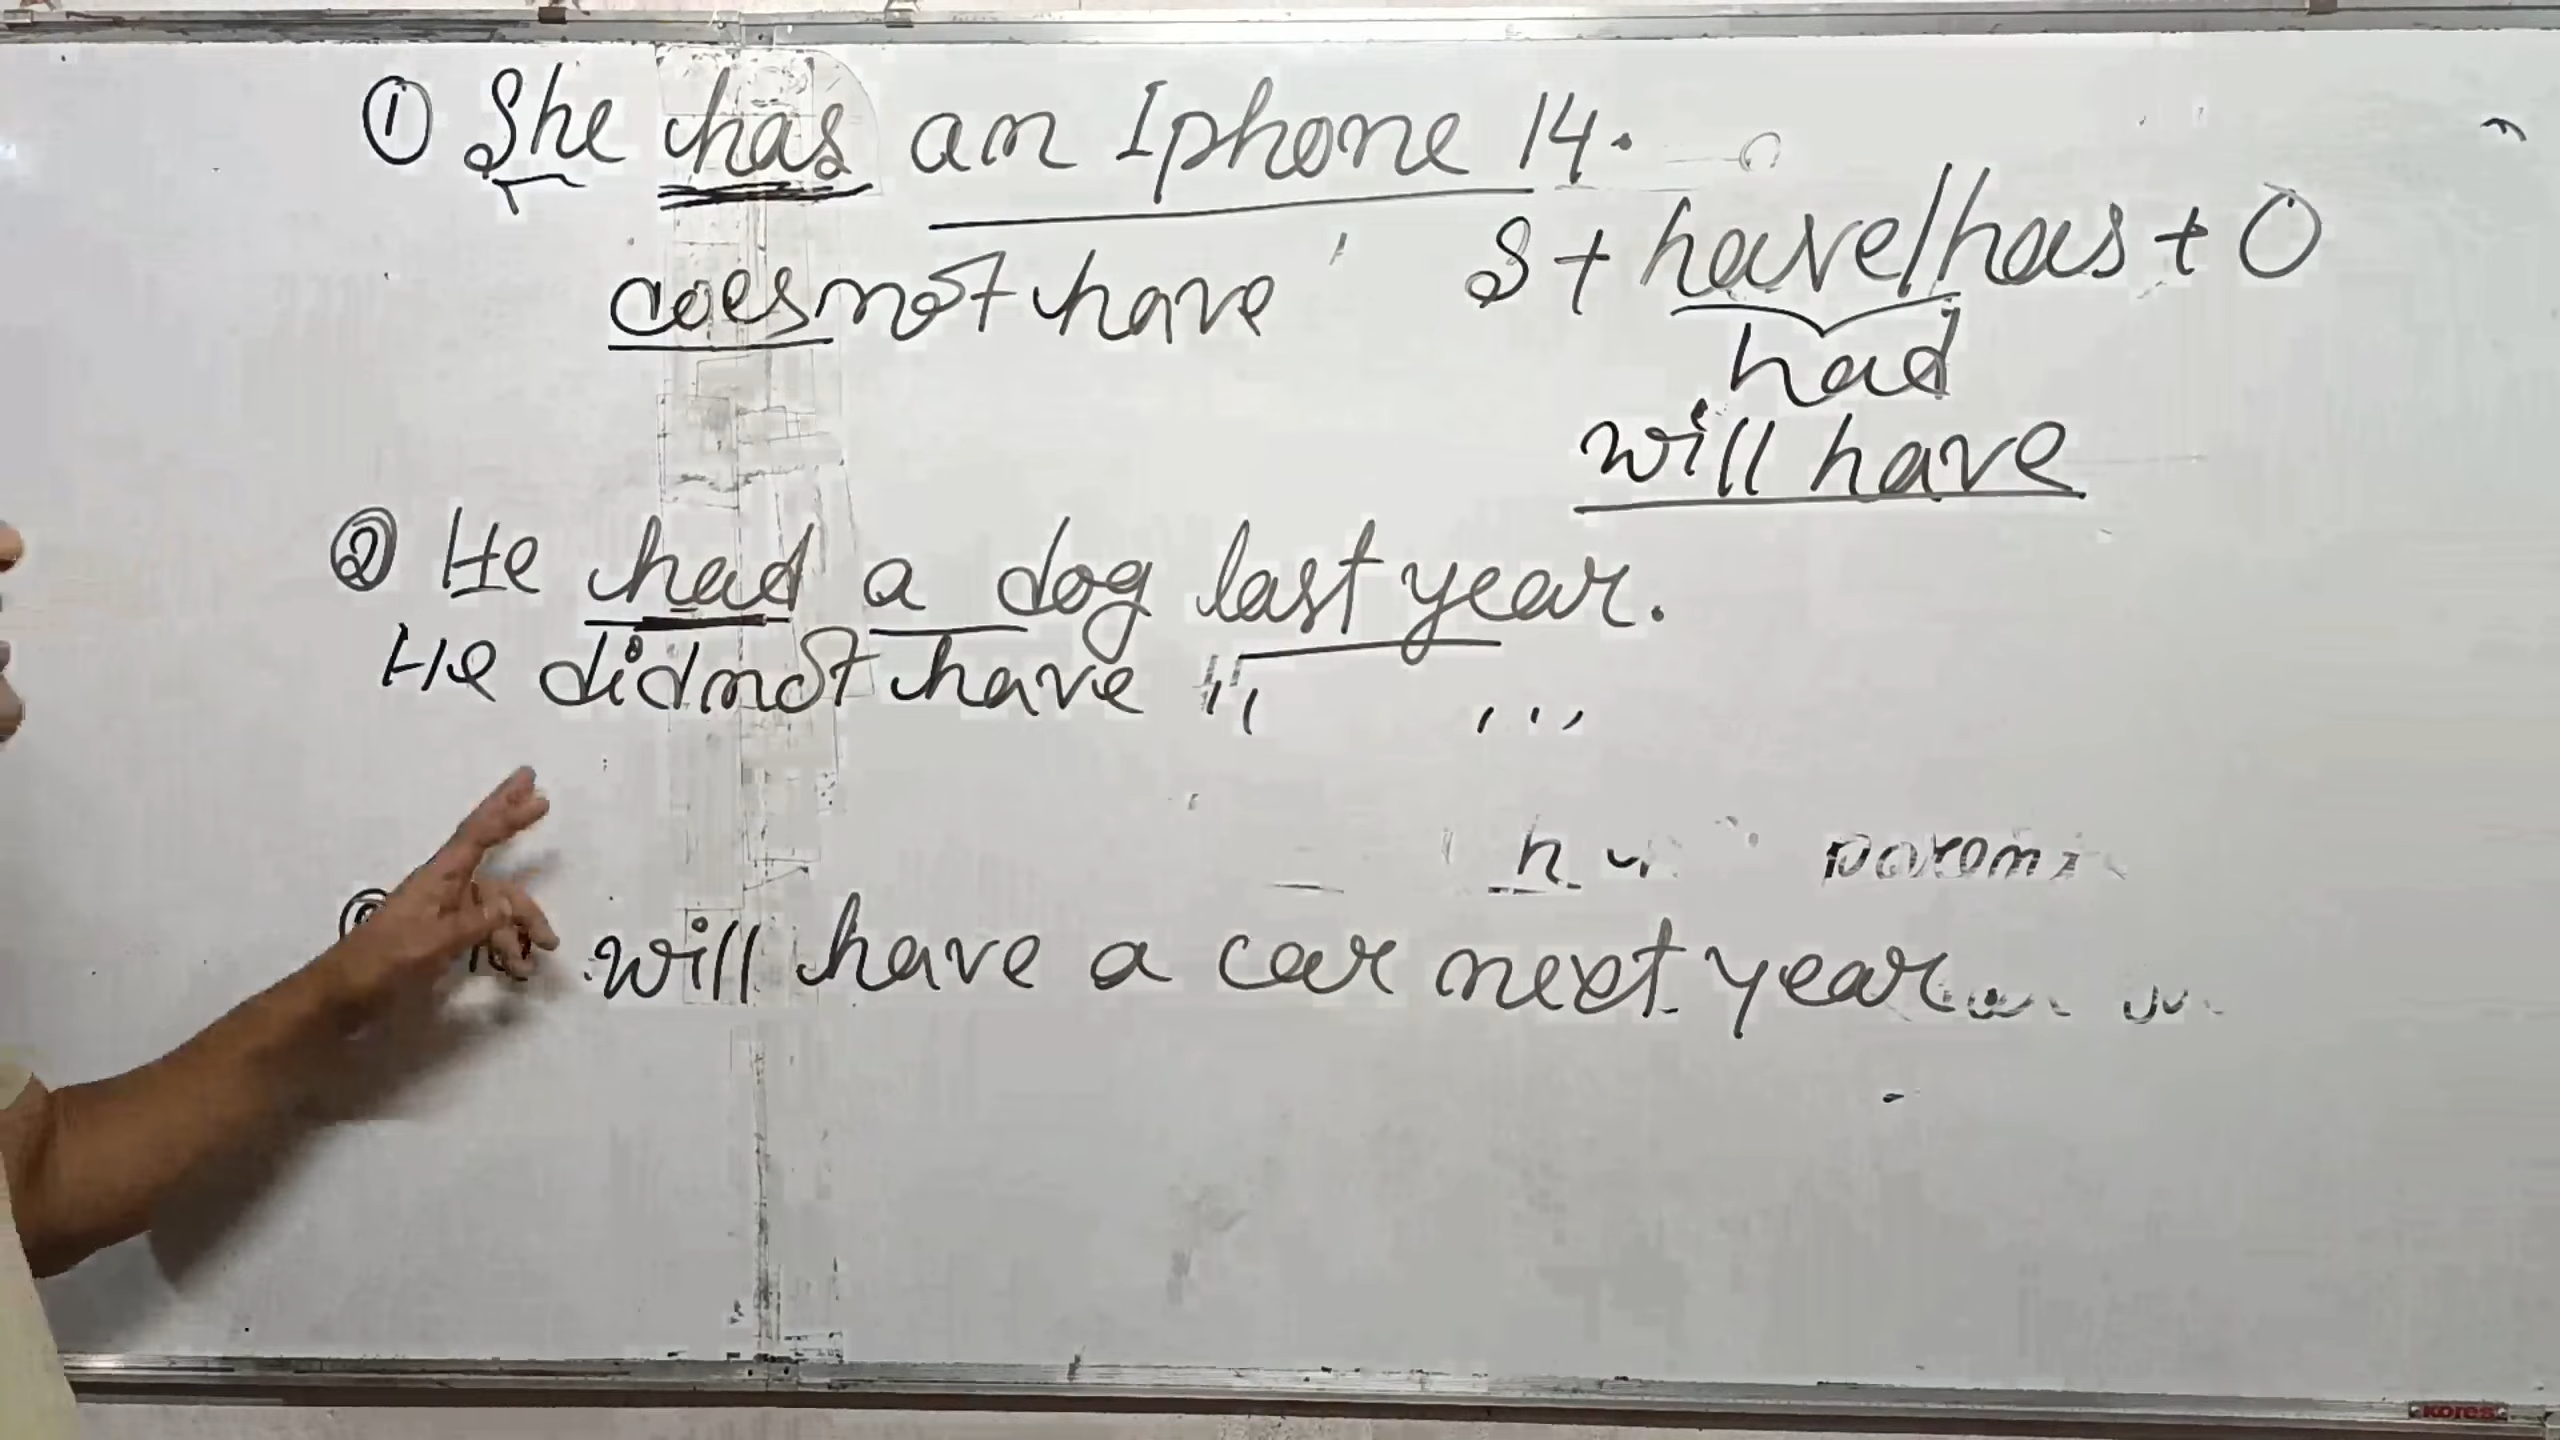 ① She has an Iphone 14.
does not have
S + have/has + O
had
will have
② He had a dog last year.
He did not have " "
will have a car next year.
KORES